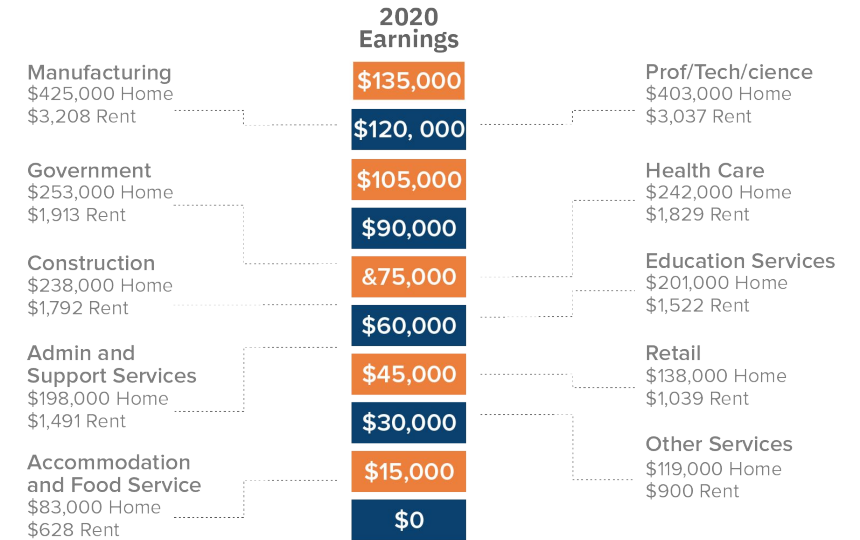 2020
Earnings
Manufacturing
$425,000 Home
$3,208 Rent
Government
$253,000 Home
$1,913 Rent
Construction
$238,000 Home
$1,792 Rent
Admin and
Support Services
$198,000 Home
$1,491 Rent
Accommodation
and Food Service
$83,000 Home
$628 Rent
$135,000
$120, 000
$105,000
$90,000
&75,000
$60,000
$45,000
$30,000
$15,000
$0
Prof/Tech/cience
$403,000 Home
$3,037 Rent
Health Care
$242,000 Home
$1,829 Rent
Education Services
$201,000 Home
$1,522 Rent
Retail
$138,000 Home
$1,039 Rent
Other Services
$119,000 Home
$900 Rent